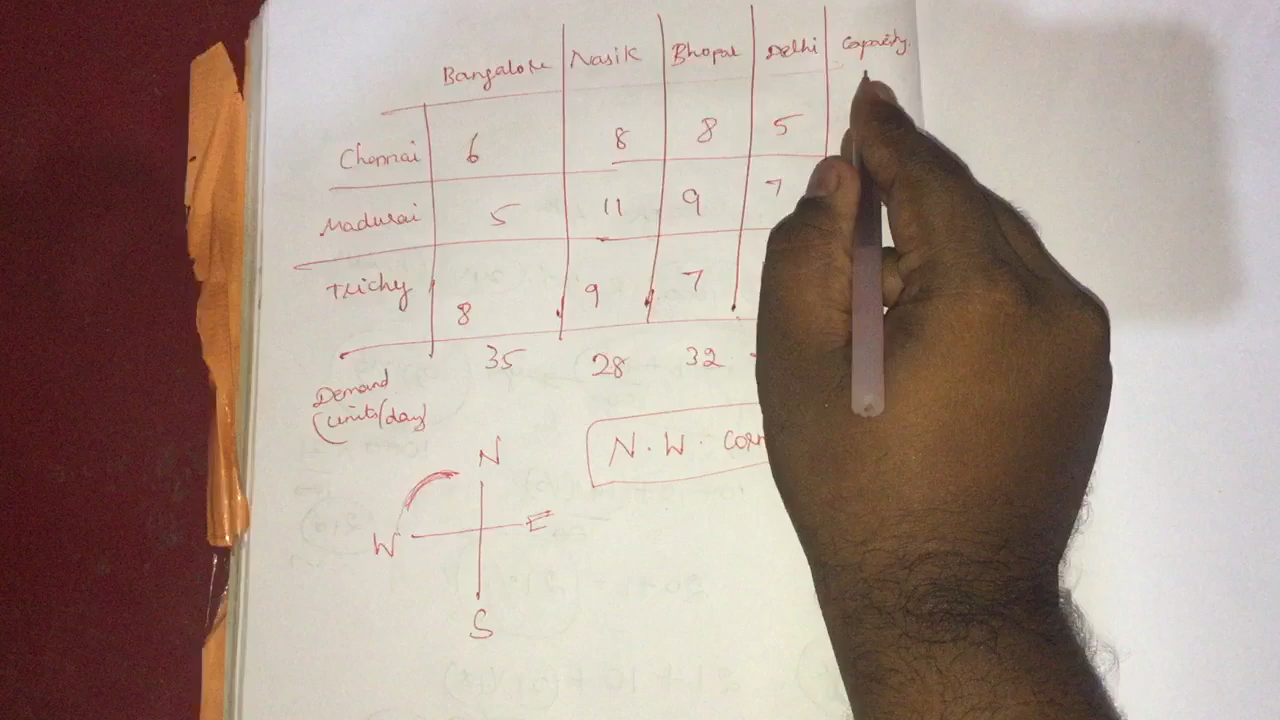 Bangalore Nasik Bhopal Delhi Capacity.
Chennai 6 8 8 5
Madurai 5 11 9 7
Trichy 8 9 7
35 28 32
Demand
(units/day)
N. W.
N
W E
S